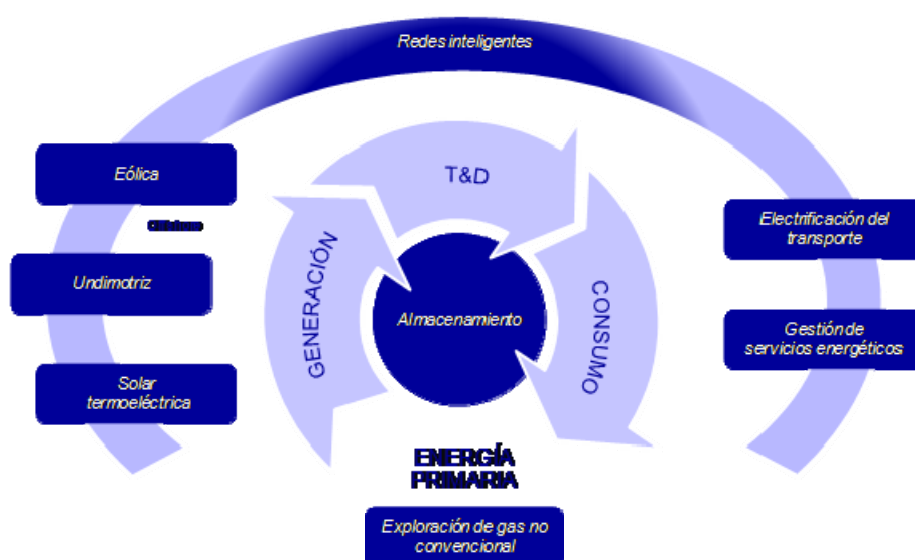 Redes inteligentes
Eólica
T&D
Electrificación del
transporte
Undimotriz
GENERACIÓN
Almacenamiento
CONSUMO
Gestión de
servicios energéticos
Solar
termoeléctrica
ENERGÍA
PRIMARIA
Exploración de gas no
convencional